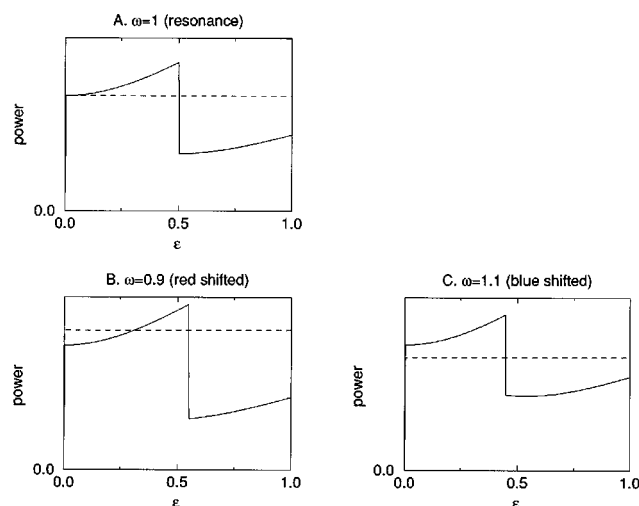 A. ω=1 (resonance)
power
0.0
0.0 0.5 1.0
ε
B. ω=0.9 (red shifted)
power
0.0
0.0 0.5 1.0
ε
C. ω=1.1 (blue shifted)
power
0.0
0.0 0.5 1.0
ε